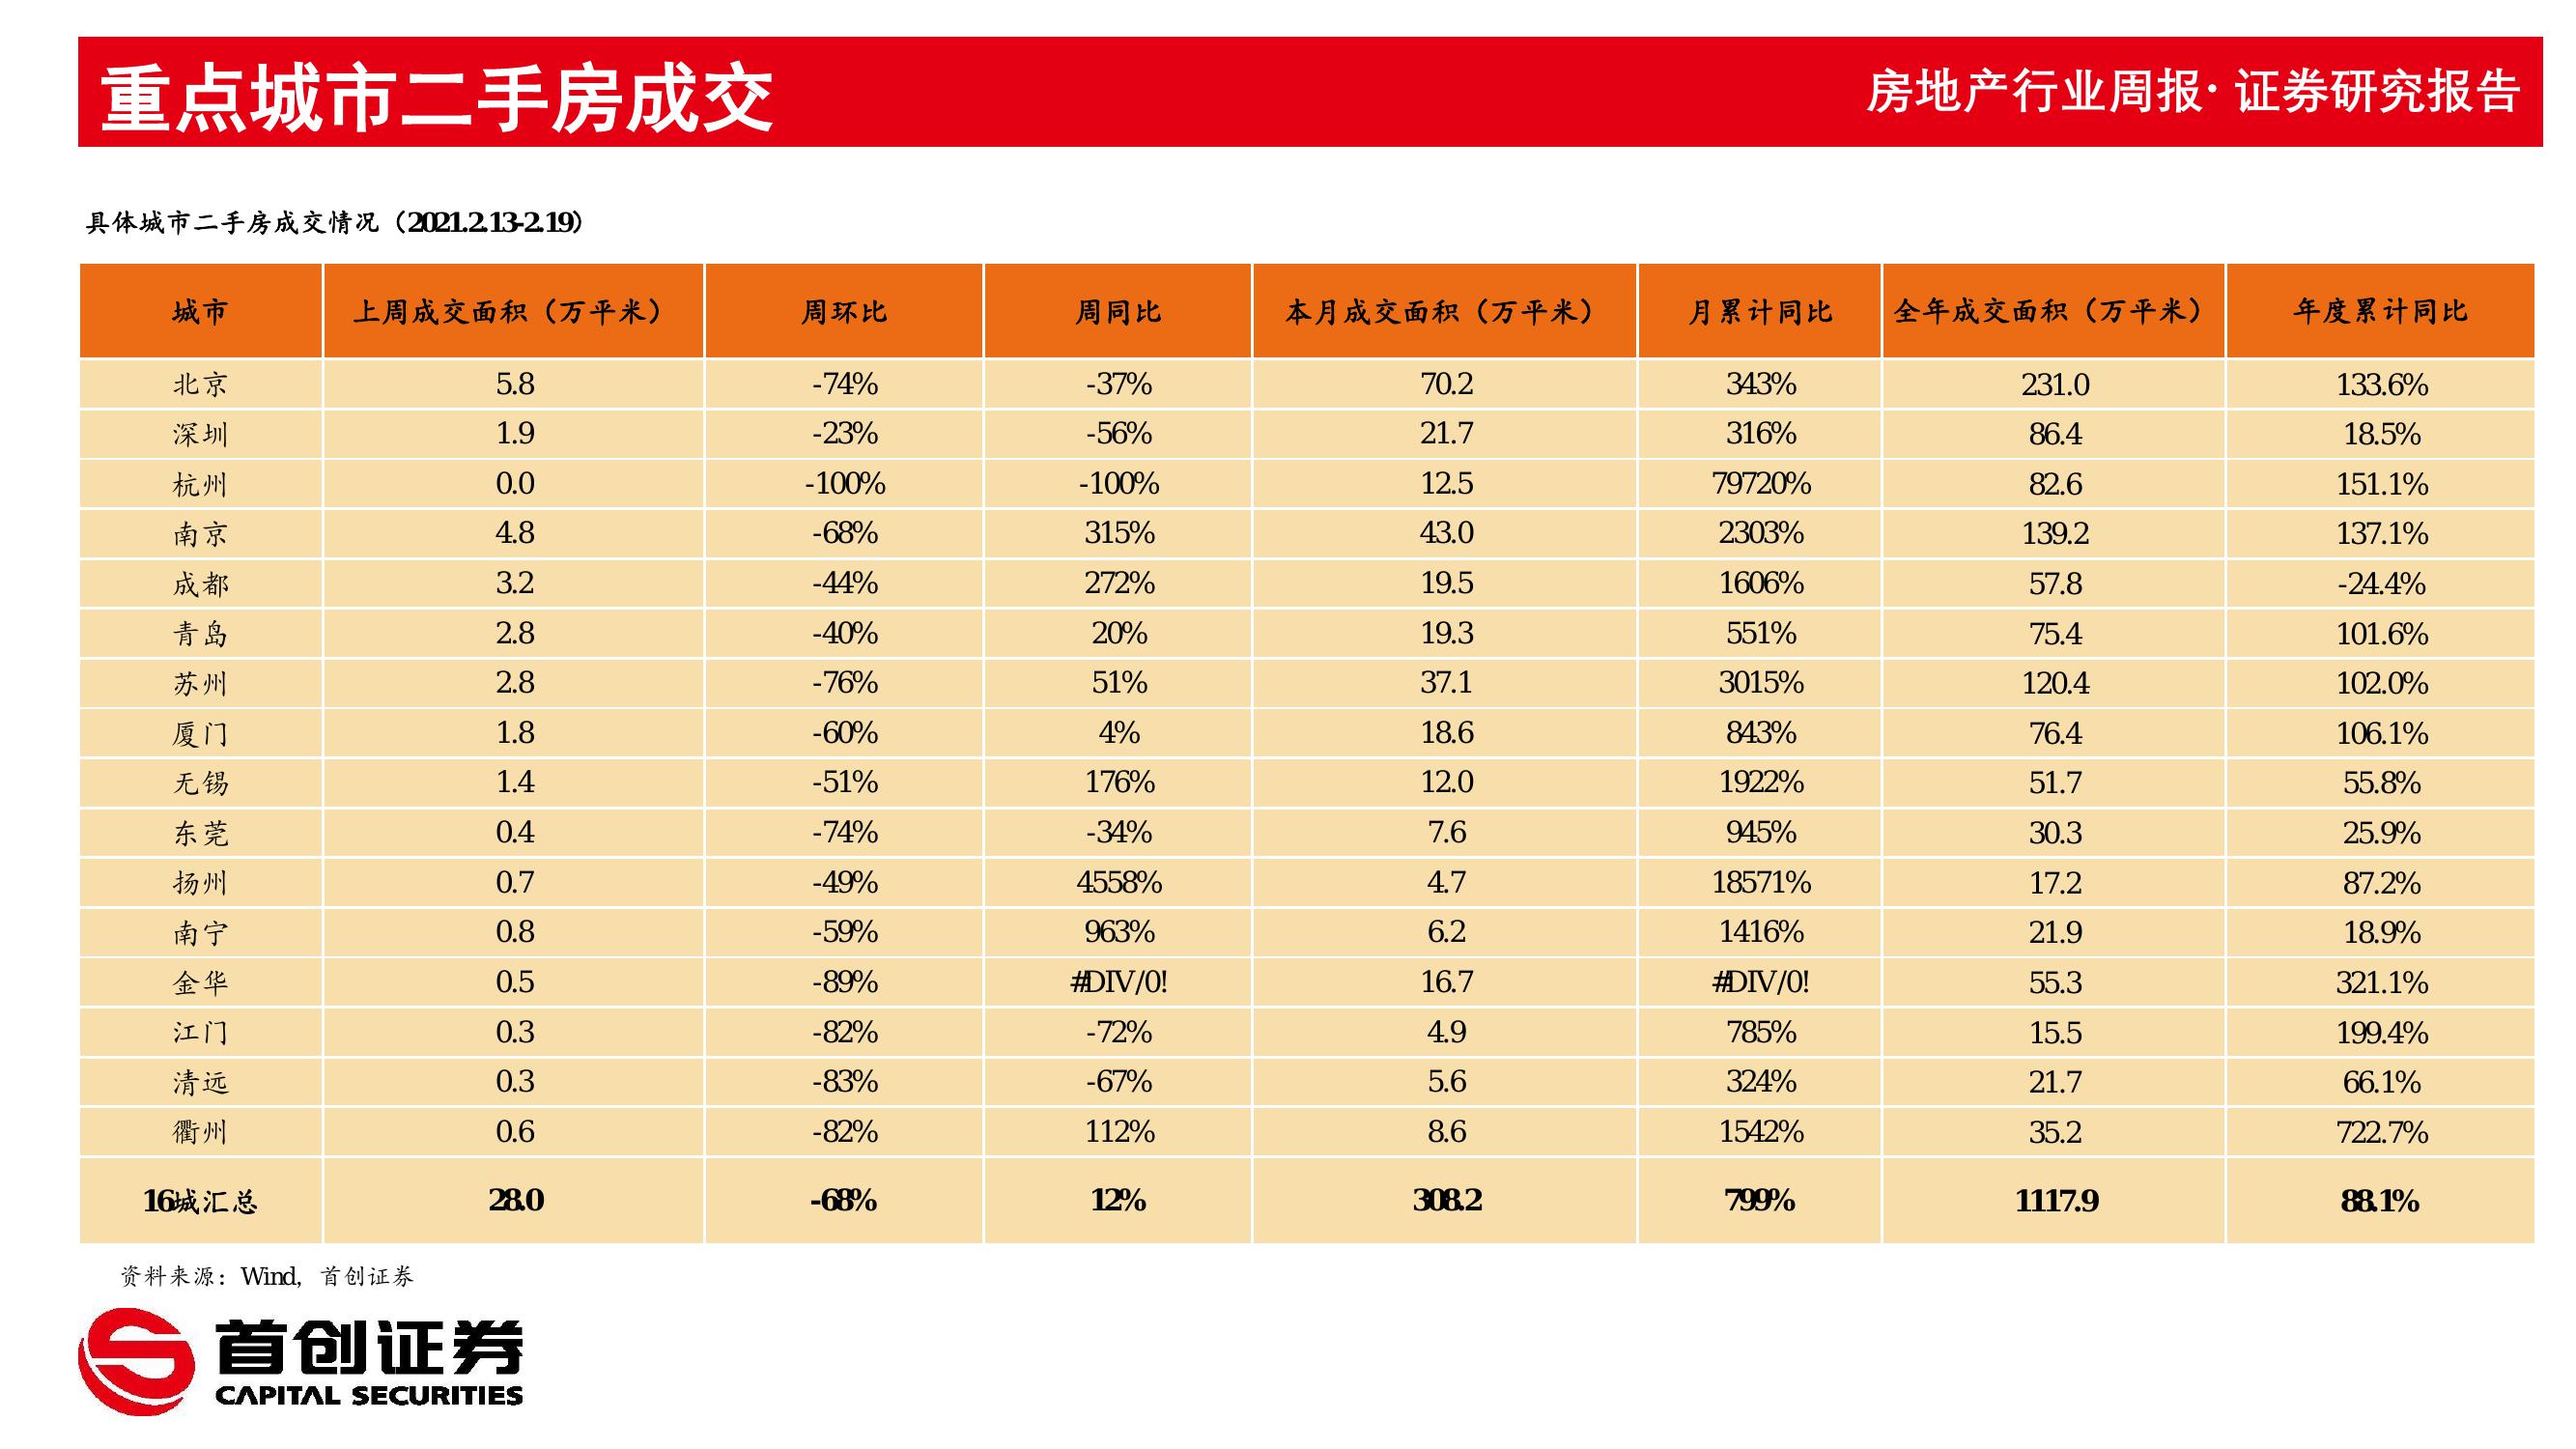 重点城市二手房成交
房地产行业周报· 证券研究报告
具体城市二手房成交情况（2021.2.13-2.19）
城市 上周成交面积（万平米） 周环比 周同比 本月成交面积（万平米） 月累计同比 全年成交面积（万平米） 年度累计同比
北京 5.8 -74% -37% 70.2 343% 231.0 133.6%
深圳 1.9 -23% -56% 21.7 316% 86.4 18.5%
杭州 0.0 -100% -100% 12.5 79720% 82.6 151.1%
南京 4.8 -68% 315% 43.0 2303% 139.2 137.1%
成都 3.2 -44% 272% 19.5 1606% 57.8 -24.4%
青岛 2.8 -40% 20% 19.3 551% 75.4 101.6%
苏州 2.8 -76% 51% 37.1 3015% 120.4 102.0%
厦门 1.8 -60% 4% 18.6 843% 76.4 106.1%
无锡 1.4 -51% 176% 12.0 1922% 51.7 55.8%
东莞 0.4 -74% -34% 7.6 945% 30.3 25.9%
扬州 0.7 -49% 4558% 4.7 18571% 17.2 87.2%
南宁 0.8 -59% 963% 6.2 1416% 21.9 18.9%
金华 0.5 -89% #DIV/0! 16.7 #DIV/0! 55.3 321.1%
江门 0.3 -82% -72% 4.9 785% 15.5 199.4%
清远 0.3 -83% -67% 5.6 324% 21.7 66.1%
衢州 0.6 -82% 112% 8.6 1542% 35.2 722.7%
16城汇总 28.0 -68% 12% 308.2 799% 1117.9 88.1%
资料来源：Wind，首创证券
首创证券
CAPITAL SECURITIES